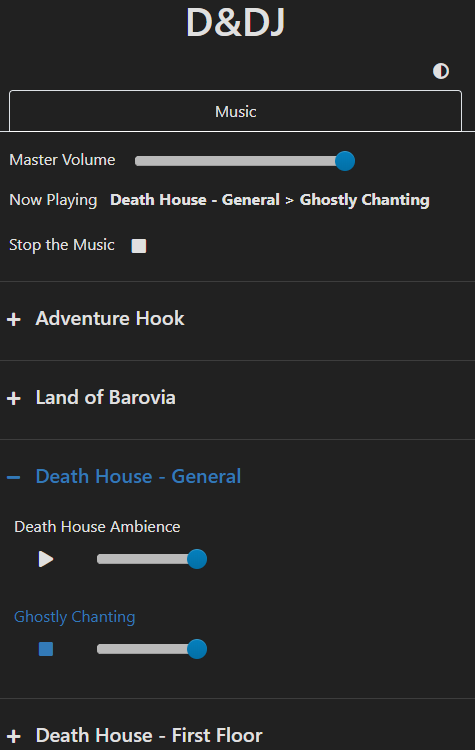 D&DJ
Music
Master Volume
Now Playing Death House - General > Ghostly Chanting
Stop the Music
Adventure Hook
Land of Barovia
Death House - General
Death House Ambience
Ghostly Chanting
Death House - First Floor